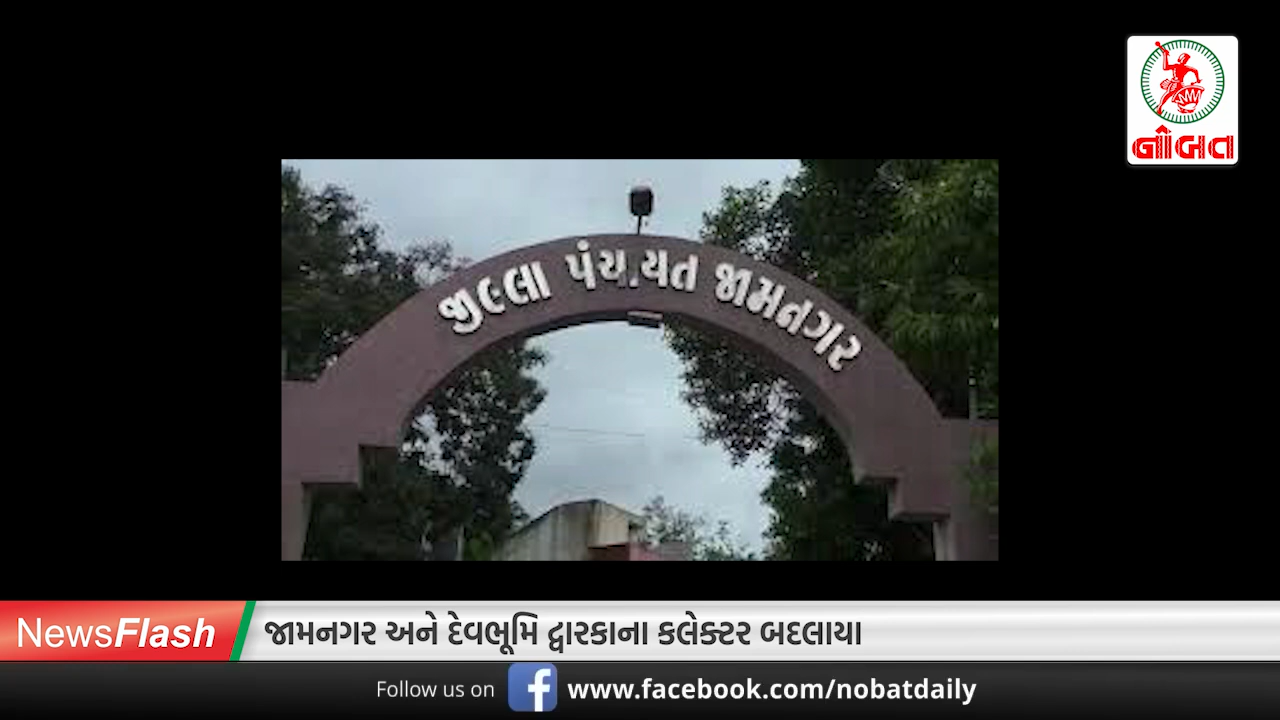 નોબત
જીલ્લા પંચાયત જામનગર
NewsFlash
જામનગર અને દેવભૂમિ દ્વારકાના કલેક્ટર બદલાયા
Follow us on
www.facebook.com/nobatdaily